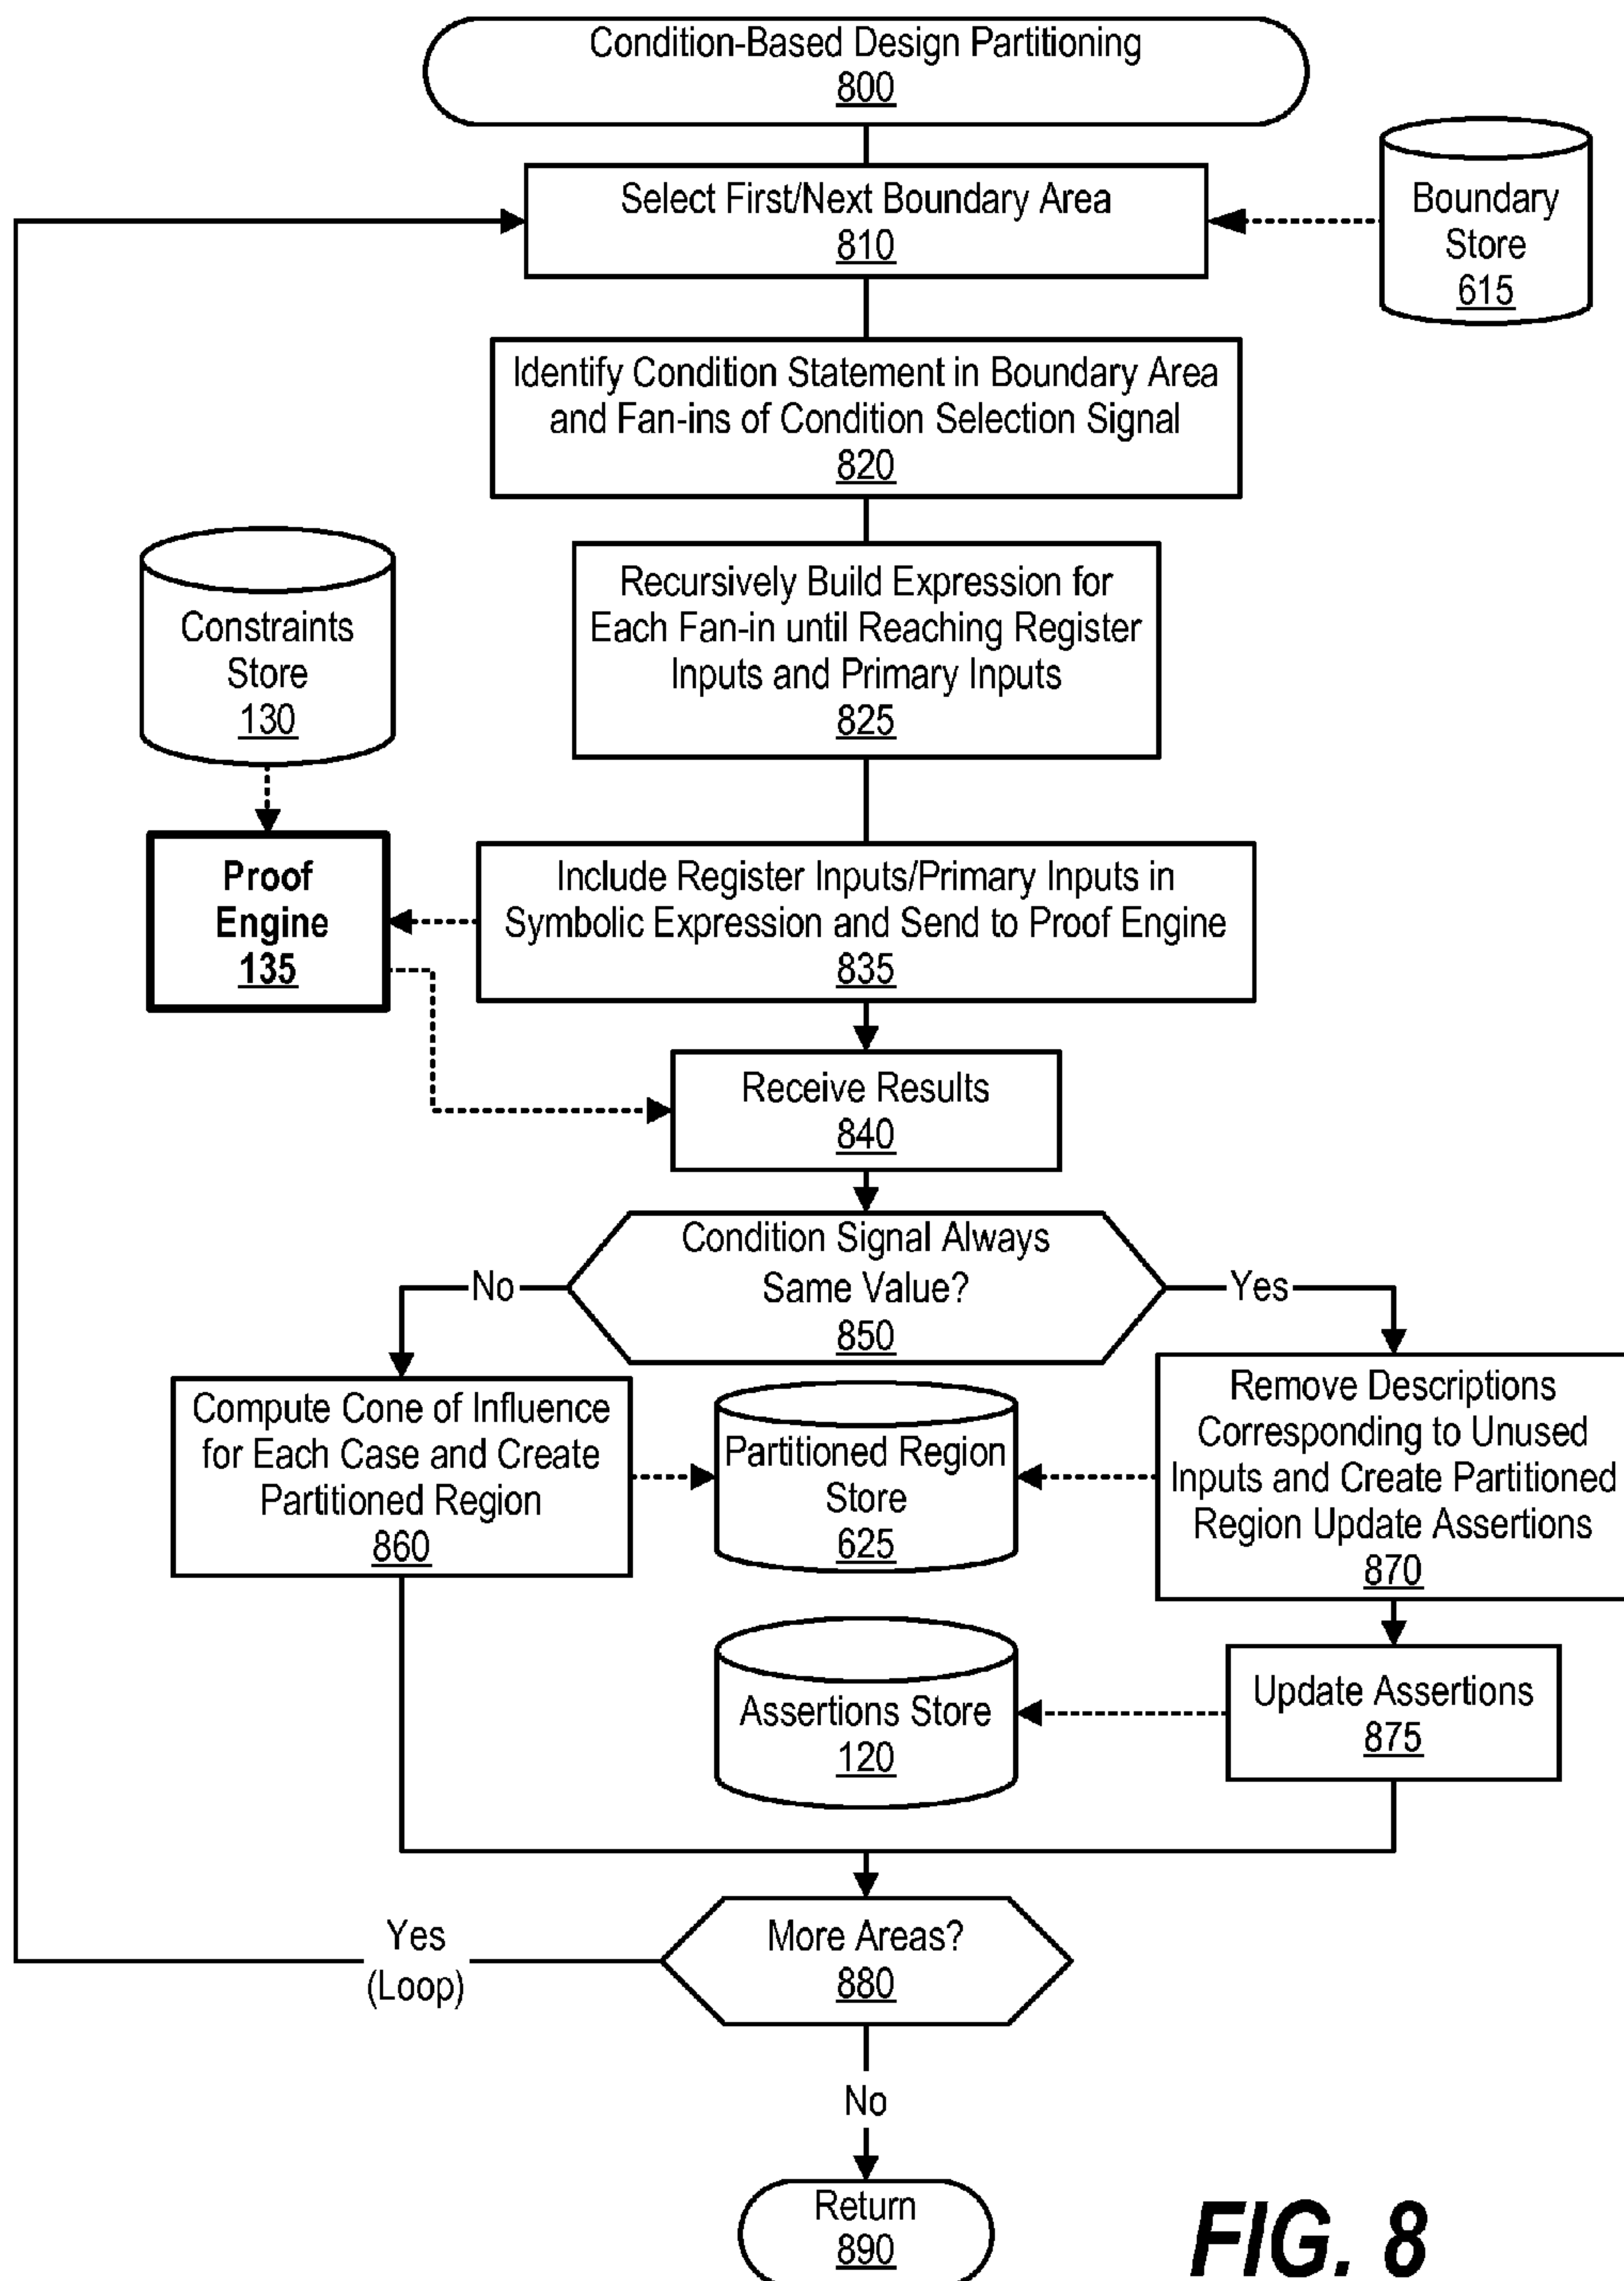 Condition-Based Design Partitioning
800
Select First/Next Boundary Area
810
Boundary
Store
615
Identify Condition Statement in Boundary Area
and Fan-ins of Condition Selection Signal
820
Recursively Build Expression for
Each Fan-in until Reaching Register
Inputs and Primary Inputs
825
Constraints
Store
130
Proof
Engine
135
Include Register Inputs/Primary Inputs in
Symbolic Expression and Send to Proof Engine
835
Receive Results
840
Condition Signal Always
Same Value?
850
No
Yes
Compute Cone of Influence
for Each Case and Create
Partitioned Region
860
Partitioned Region
Store
625
Remove Descriptions
Corresponding to Unused
Inputs and Create Partitioned
Region Update Assertions
870
Assertions Store
120
Update Assertions
875
More Areas?
880
Yes
(Loop)
No
Return
890
FIG. 8